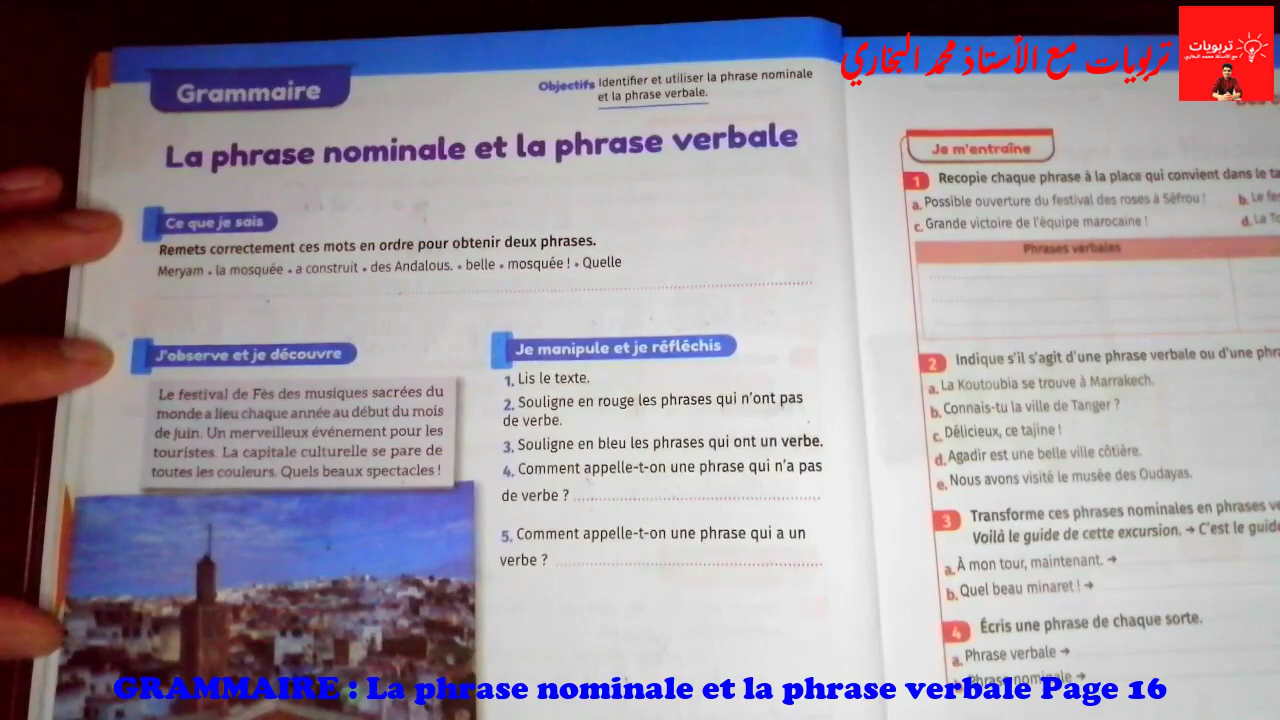 تربويات مع الأستاذ محمد البخاري
تربويات
مع الأستاذ محمد البخاري
Grammaire
Objectifs Identifier et utiliser la phrase nominale
et la phrase verbale.
La phrase nominale et la phrase verbale
Ce que je sais
Remets correctement ces mots en ordre pour obtenir deux phrases.
Meryam • la mosquée • a construit • des Andalous. • belle • mosquée ! • Quelle
J'observe et je découvre
Le festival de Fès des musiques sacrées du
monde a lieu chaque année au début du mois
de juin. Un merveilleux événement pour les
touristes. La capitale culturelle se pare de
toutes les couleurs. Quels beaux spectacles !
Je manipule et je réfléchis
1. Lis le texte.
2. Souligne en rouge les phrases qui n'ont pas
de verbe.
3. Souligne en bleu les phrases qui ont un verbe.
4. Comment appelle-t-on une phrase qui n'a pas
de verbe ?
5. Comment appelle-t-on une phrase qui a un
verbe ?
Je m'entraîne
1 Recopie chaque phrase à la place qui convient dans le
a. Possible ouverture du festival des roses à Séfrou ! b. Le
c. Grande victoire de l'équipe marocaine ! d. La
Phrases verbales
2 Indique s'il s'agit d'une phrase verbale ou d'une
a. La Koutoubia se trouve à Marrakech.
b. Connais-tu la ville de Tanger ?
c. Délicieux, ce tajine !
d. Agadir est une belle ville côtière.
e. Nous avons visité le musée des Oudayas.
3 Transforme ces phrases nominales en phrases
Voilà le guide de cette excursion. → C'est le
a. À mon tour, maintenant. →
b. Quel beau minaret ! →
4 Écris une phrase de chaque sorte.
a. Phrase verbale →
b. Phrase nominale →
GRAMMAIRE : La phrase nominale et la phrase verbale Page 16